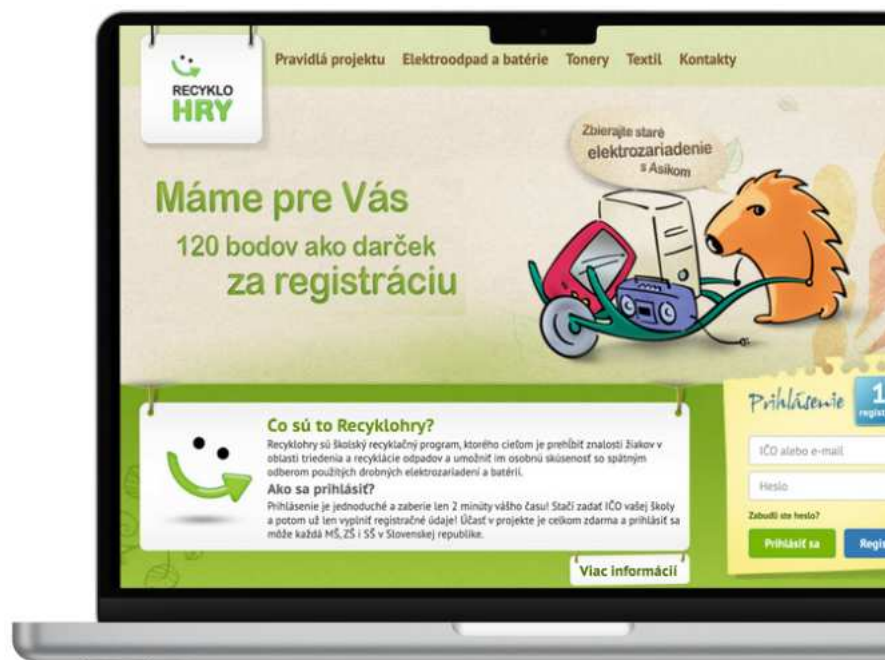 RECYKLO
HRY
Pravidlá projektu Elektroodpad a batérie Tonery Textil Kontakty
Zbierajte staré
elektrozariadenie
s Asikom
Máme pre Vás
120 bodov ako darček
za registráciu
Čo sú to Recyklohry?
Recyklohry sú školský recyklačný program, ktorého cieľom je prehĺbiť znalosti žiakov v
oblasti triedenia a recyklácie odpadov a umožniť im osobnú skúsenosť so spätným
odberom použitých drobných elektrozariadení a batérií.
Ako sa prihlásiť?
Prihlásenie je jednoduché a zaberie len 2 minúty vášho času! Stačí zadať IČO vašej školy
a potom už len vyplniť registračné údaje! Účasť v projekte je celkom zdarma a prihlásiť sa
môže každá MŠ, ZŠ i SŠ v Slovenskej republike.
Viac informácií
Prihlásenie
1
regist
IČO alebo e-mail
Heslo
Zabudli ste heslo?
Prihlásiť sa
Regis